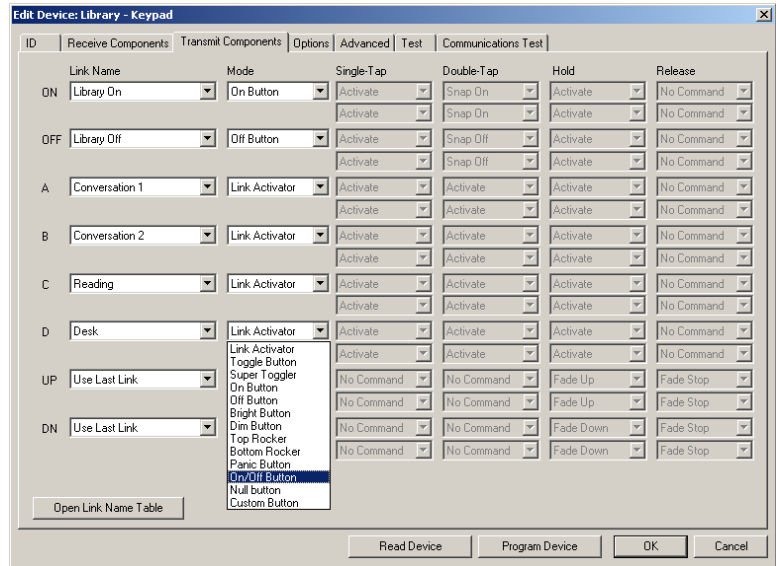 Edit Device: Library - Keypad
ID Receive Components Transmit Components Options Advanced Test Communications Test
Link Name Mode Single-Tap Double-Tap Hold Release
ON Library On On Button Activate Snap On Activate No Command
Activate Snap On Activate No Command
OFF Library Off Off Button Activate Snap Off Activate No Command
Activate Snap Off Activate No Command
A Conversation 1 Link Activator Activate Activate Activate No Command
Activate Activate Activate No Command
B Conversation 2 Link Activator Activate Activate Activate No Command
Activate Activate Activate No Command
C Reading Link Activator Activate Activate Activate No Command
Activate Activate Activate No Command
D Desk Link Activator Activate Activate Activate No Command
Link Activator Activate Activate Activate No Command
Toggle Button
UP Use Last Link Super Toggler No Command No Command Fade Up Fade Stop
On Button
Off Button No Command No Command Fade Up Fade Stop
Bright Button
DN Use Last Link Dim Button No Command No Command Fade Down Fade Stop
Top Rocker
Bottom Rocker No Command No Command Fade Down Fade Stop
Panic Button
On/Off Button
Null button
Custom Button
Open Link Name Table
Read Device Program Device OK Cancel